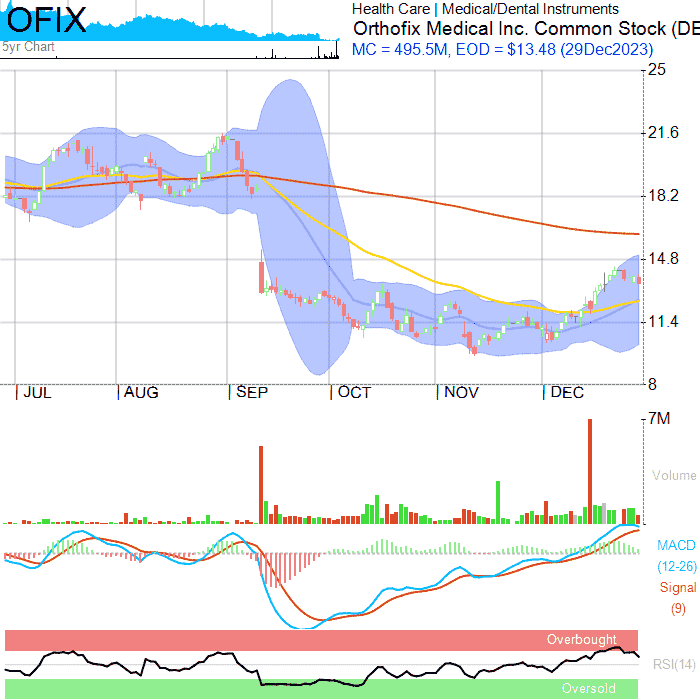 OFIX
5yr Chart
Health Care | Medical/Dental Instruments
Orthofix Medical Inc. Common Stock (DE
MC = 495.5M, EOD = $13.48 (29Dec2023)
25
21.6
18.2
14.8
11.4
8
JUL
AUG
SEP
OCT
NOV
DEC
7M
Volume
MACD
(12-26)
Signal
(9)
Overbought
RSI(14)
Oversold